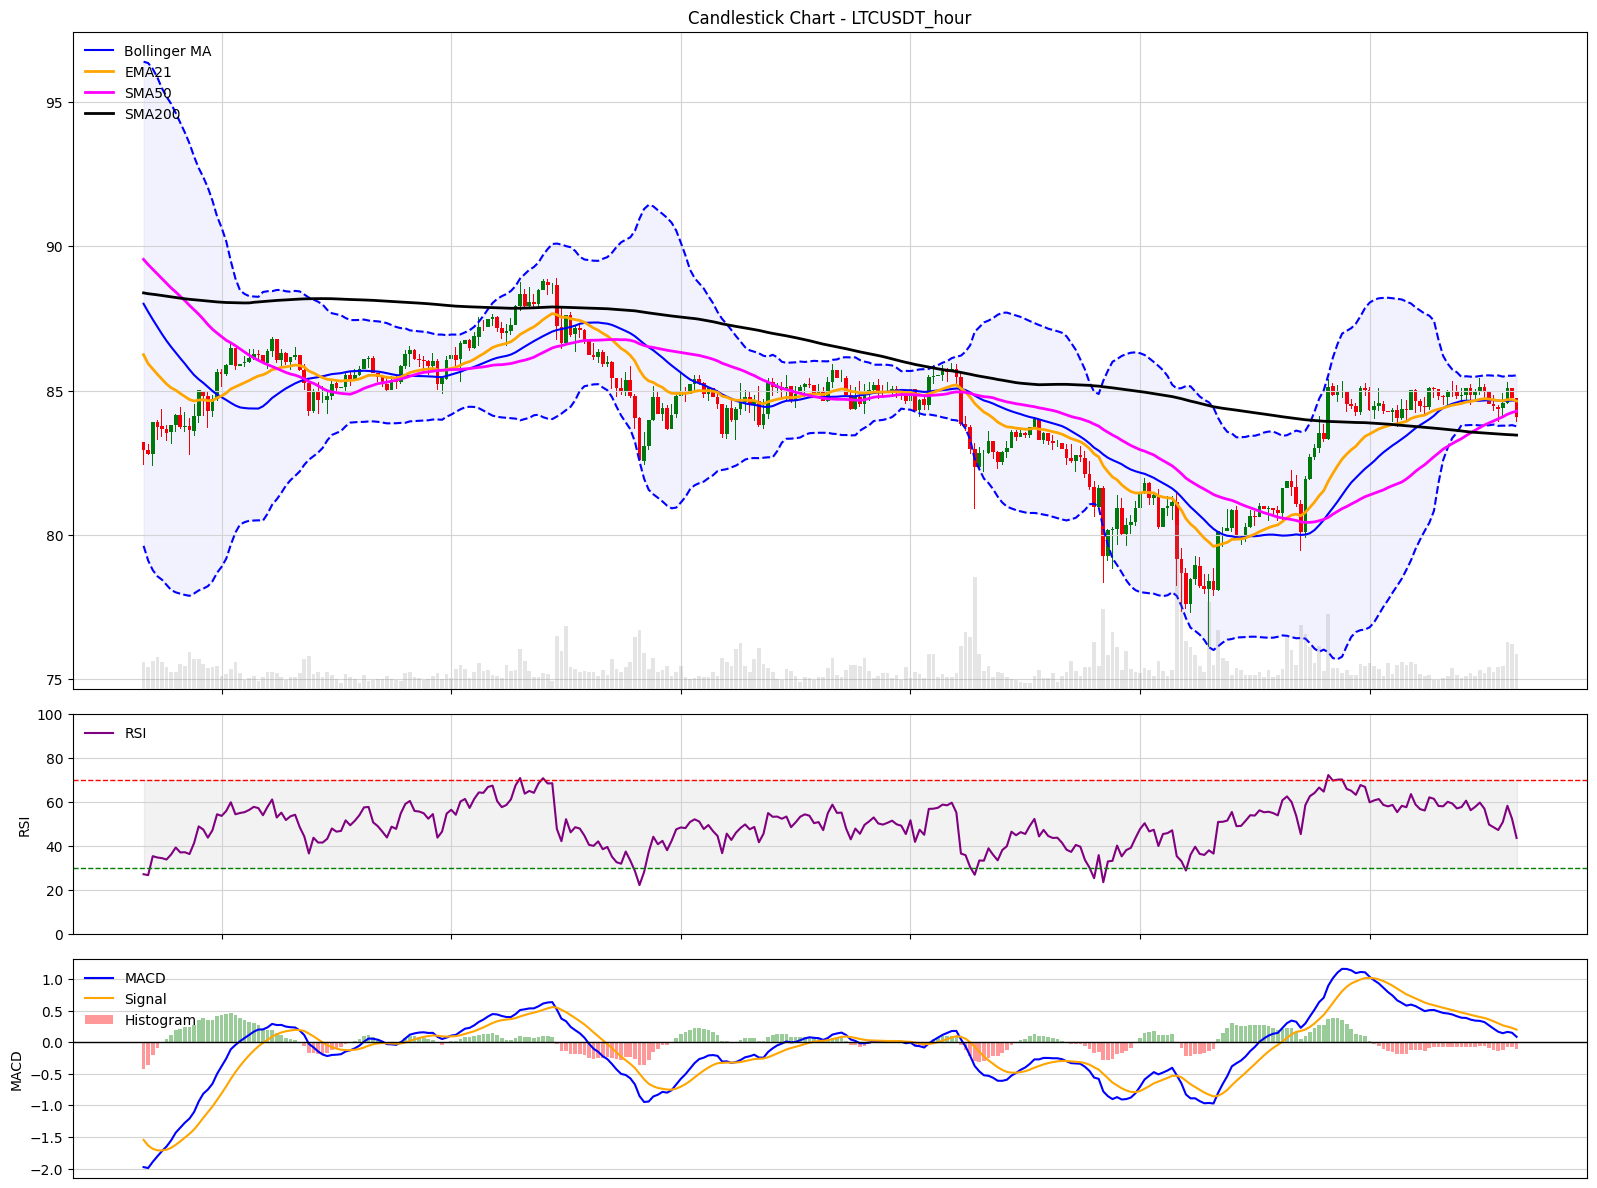 Candlestick Chart - LTCUSDT_hour
Bollinger MA
EMA21
SMA50
SMA200
95
90
85
80
75
100
80
60
40
20
0
RSI
RSI
1.0
0.5
0.0
−0.5
−1.0
−1.5
−2.0
MACD
MACD
Signal
Histogram